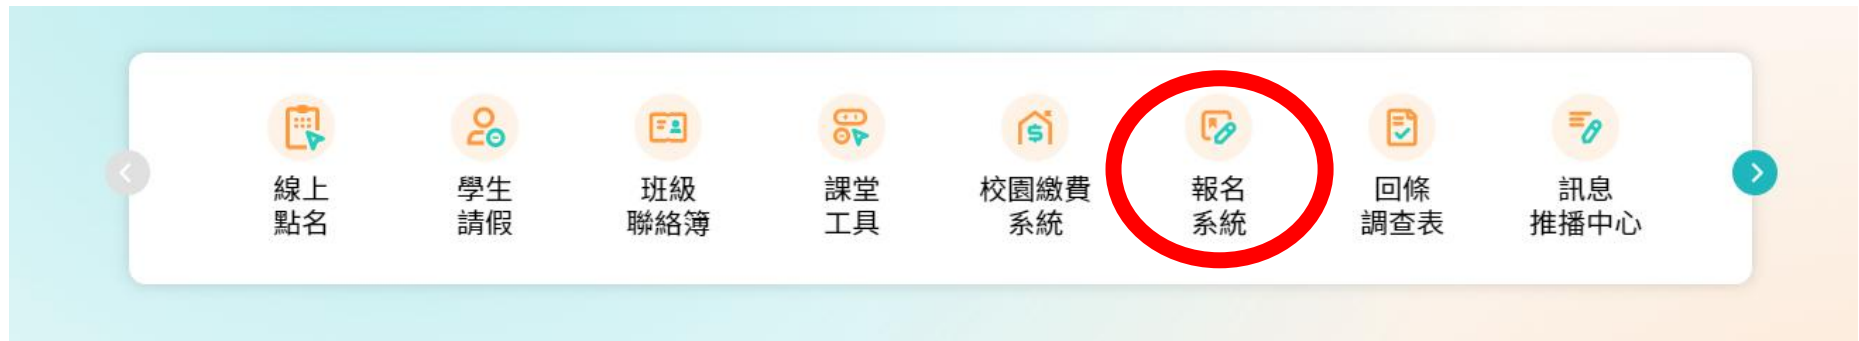 線上
點名
學生
請假
班級
聯絡簿
課堂
工具
校園繳費
系統
報名
系統
回條
調查表
訊息
推播中心